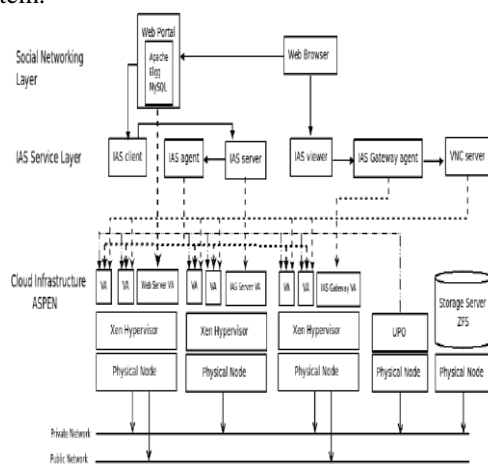 stem.
Web Portal
Apache
Elgg
MySQL
Social Networking
Layer
Web Browser
IAS Service Layer
IAS client
IAS agent
IAS server
IAS viewer
IAS Gateway agent
VNC server
Cloud Infrastructure
ASPEN
VA
VA
Web Server VA
VA
VA
IAS Server VA
VA
VA
IAS Gateway VA
Storage Server
ZFS
Xen Hypervisor
Xen Hypervisor
Xen Hypervisor
UPO
Physical Node
Physical Node
Physical Node
Physical Node
Physical Node
Private Network
Public Network